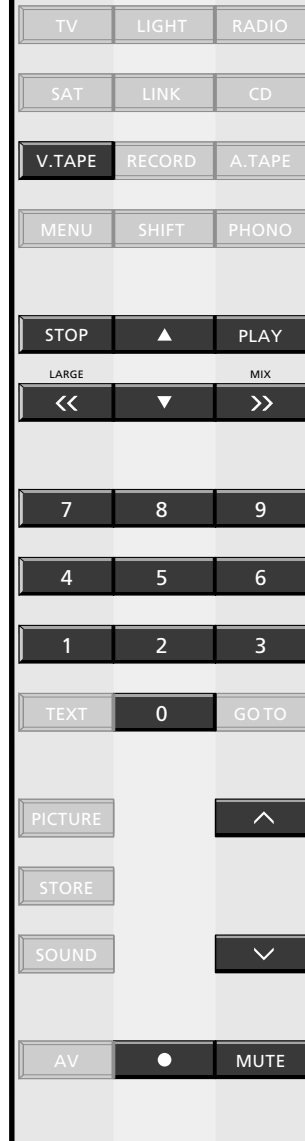 TV LIGHT RADIO
SAT LINK CD
V.TAPE RECORD A.TAPE
MENU SHIFT PHONO
STOP ▲ PLAY
LARGE MIX
<< ▼ >>
7 8 9
4 5 6
1 2 3
TEXT 0 GO TO
PICTURE
STORE
SOUND
AV ● MUTE